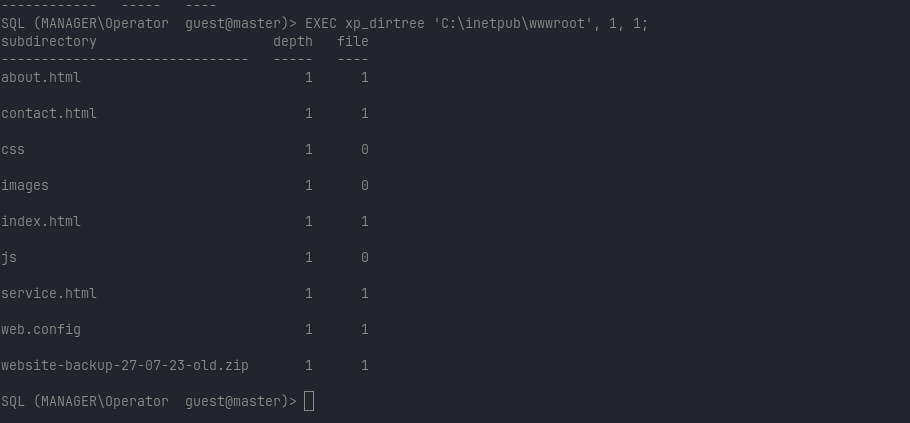 ------------   -----   ----
SQL (MANAGER\Operator  guest@master)> EXEC xp_dirtree 'C:\inetpub\wwwroot', 1, 1;
subdirectory                      depth   file
-------------------------------   -----   ----
about.html                            1      1
contact.html                          1      1
css                                   1      0
images                                1      0
index.html                            1      1
js                                    1      0
service.html                          1      1
web.config                            1      1
website-backup-27-07-23-old.zip       1      1
SQL (MANAGER\Operator  guest@master)>